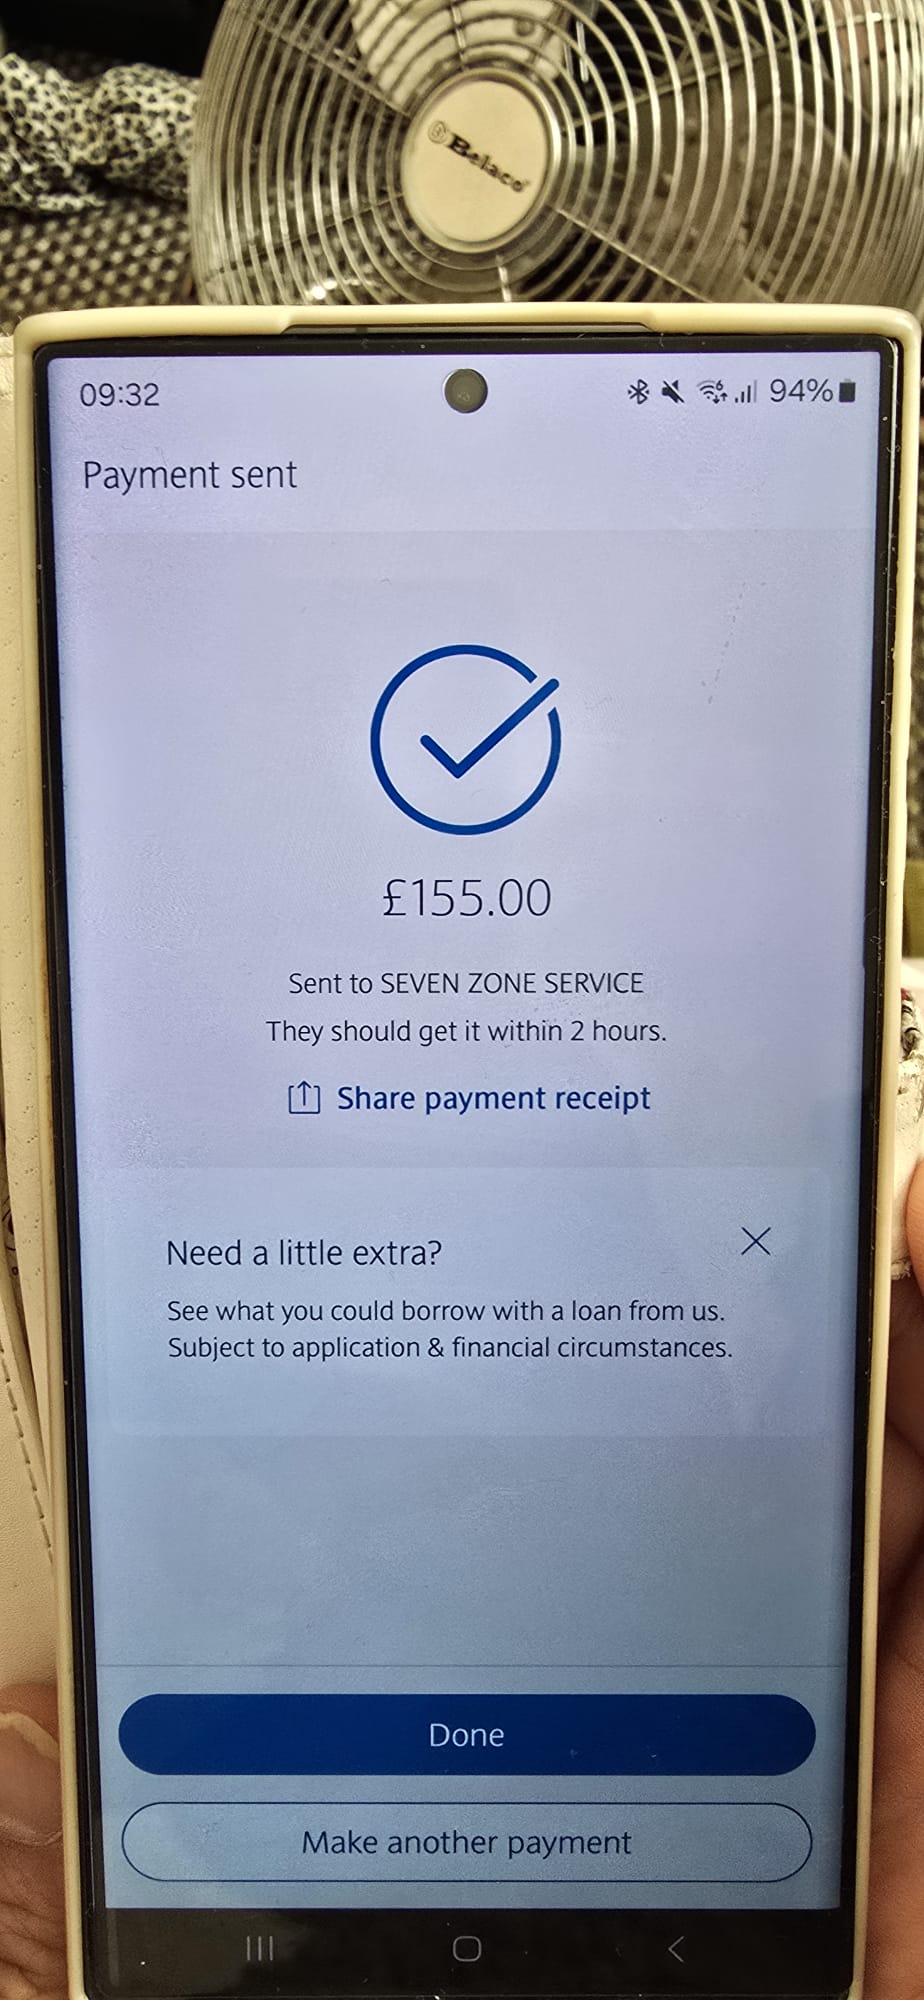 Belaco
09:32
94%
Payment sent
£155.00
Sent to SEVEN ZONE SERVICE
They should get it within 2 hours.
Share payment receipt
Need a little extra?
See what you could borrow with a loan from us.
Subject to application & financial circumstances.
Done
Make another payment